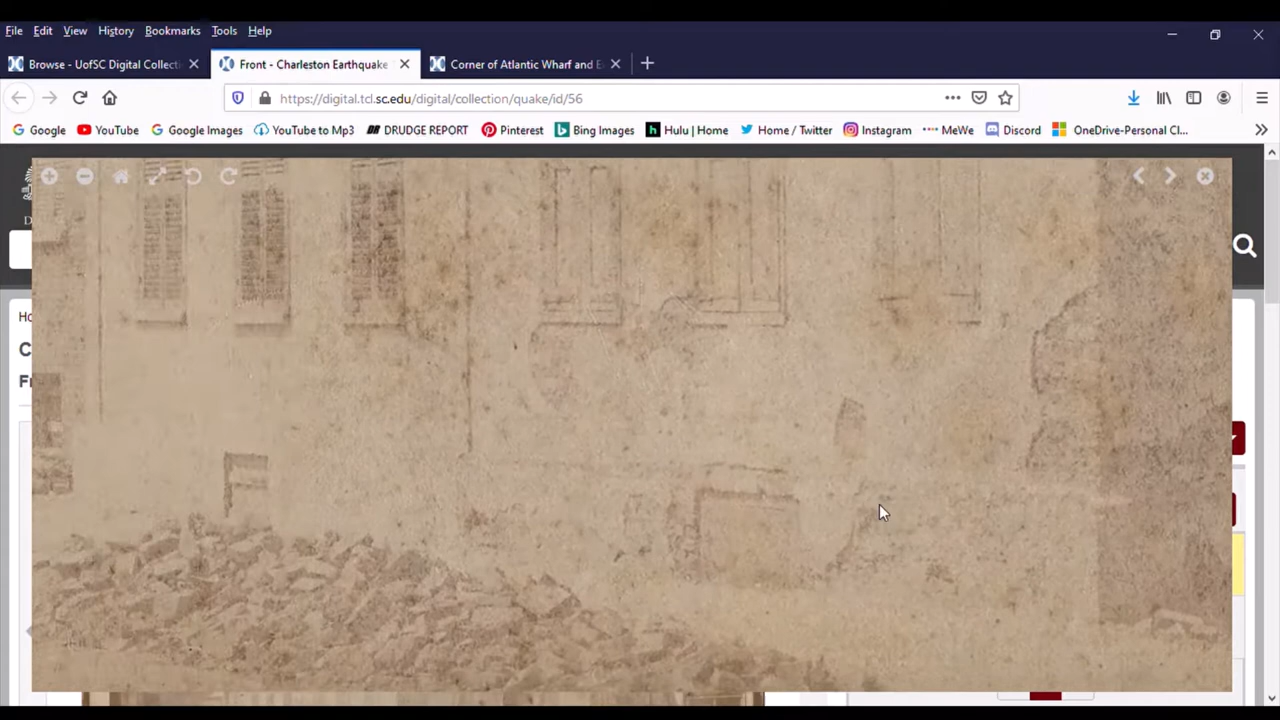 File Edit View History Bookmarks Tools Help
Browse - UofSC Digital Collecti
Front - Charleston Earthquake
Corner of Atlantic Wharf and E
https://digital.tcl.sc.edu/digital/collection/quake/id/56
Google YouTube Google Images YouTube to Mp3 DRUDGE REPORT Pinterest Bing Images Hulu | Home Home / Twitter Instagram MeWe Discord OneDrive-Personal Cl...
D
Ho
C
F